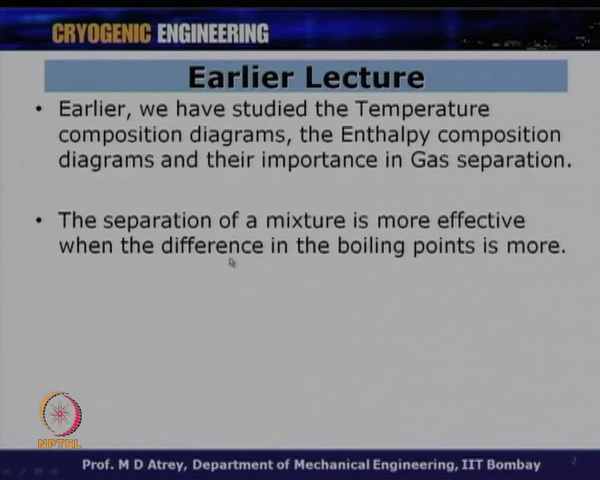 CRYOGENIC ENGINEERING
Earlier Lecture
• Earlier, we have studied the Temperature
composition diagrams, the Enthalpy composition
diagrams and their importance in Gas separation.
• The separation of a mixture is more effective
when the difference in the boiling points is more.
NPTEL
Prof. M D Atrey, Department of Mechanical Engineering, IIT Bombay
2